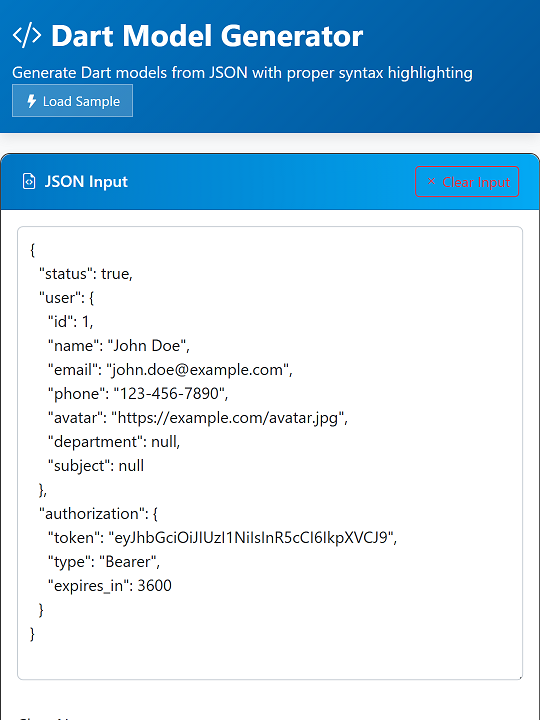 Dart Model Generator
Generate Dart models from JSON with proper syntax highlighting
Load Sample
JSON Input
Clear Input
{
"status": true,
"user": {
"id": 1,
"name": "John Doe",
"email": "john.doe@example.com",
"phone": "123-456-7890",
"avatar": "https://example.com/avatar.jpg",
"department": null,
"subject": null
},
"authorization": {
"token": "eyJhbGciOiJIUzI1NiIsInR5cCI6IkpXVCJ9",
"type": "Bearer",
"expires_in": 3600
}
}